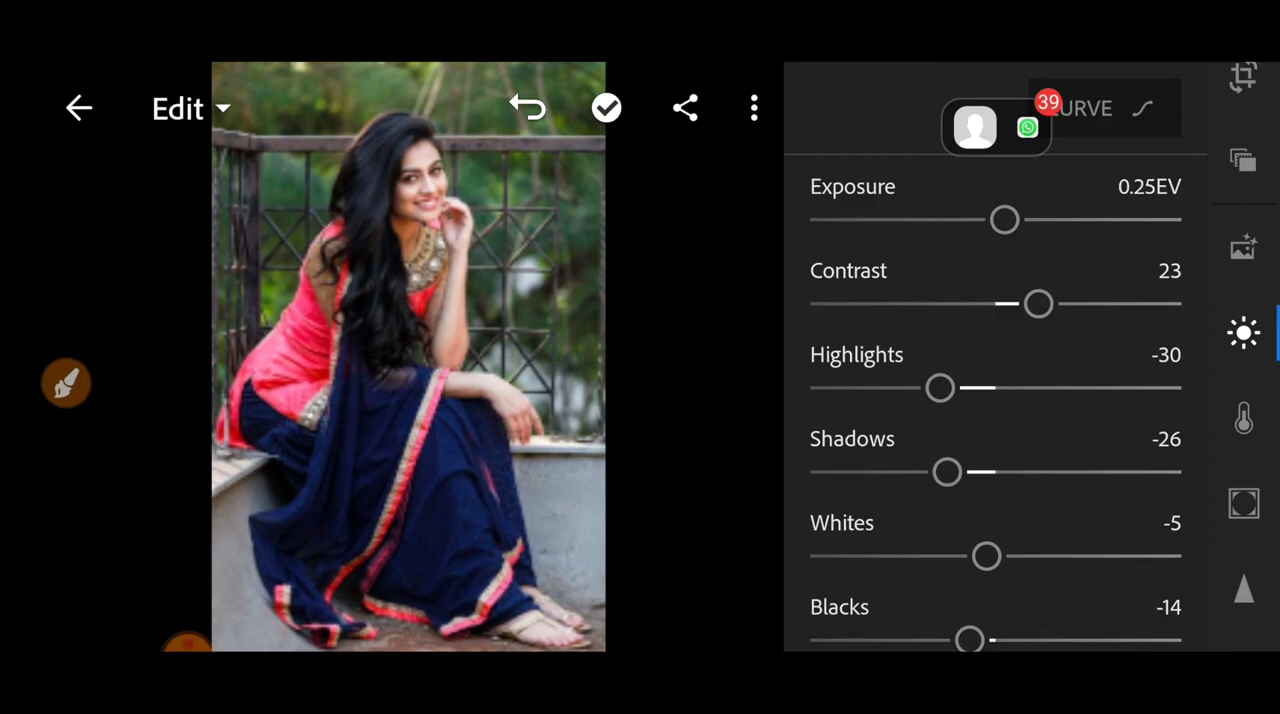 Edit
39
URVE
Exposure 0.25EV
Contrast 23
Highlights -30
Shadows -26
Whites -5
Blacks -14